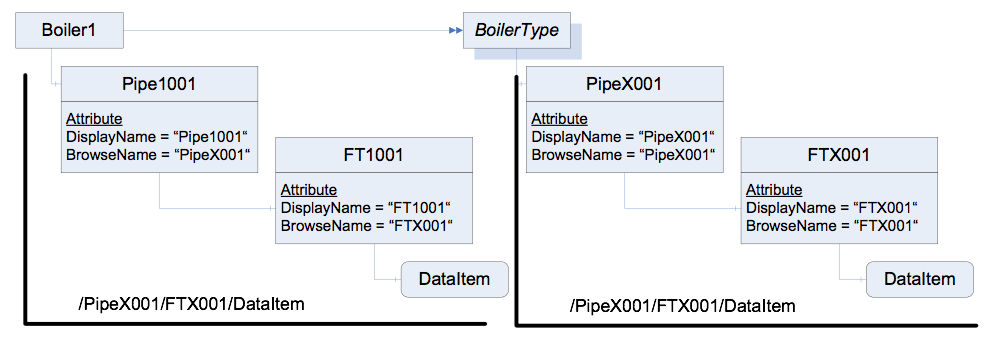 Boiler1
BoilerType
Pipe1001
Attribute
DisplayName = “Pipe1001“
BrowseName = “PipeX001“
FT1001
Attribute
DisplayName = “FT1001“
BrowseName = “FTX001“
DataItem
/PipeX001/FTX001/DataItem
PipeX001
Attribute
DisplayName = “PipeX001“
BrowseName = “PipeX001“
FTX001
Attribute
DisplayName = “FTX001“
BrowseName = “FTX001“
DataItem
/PipeX001/FTX001/DataItem